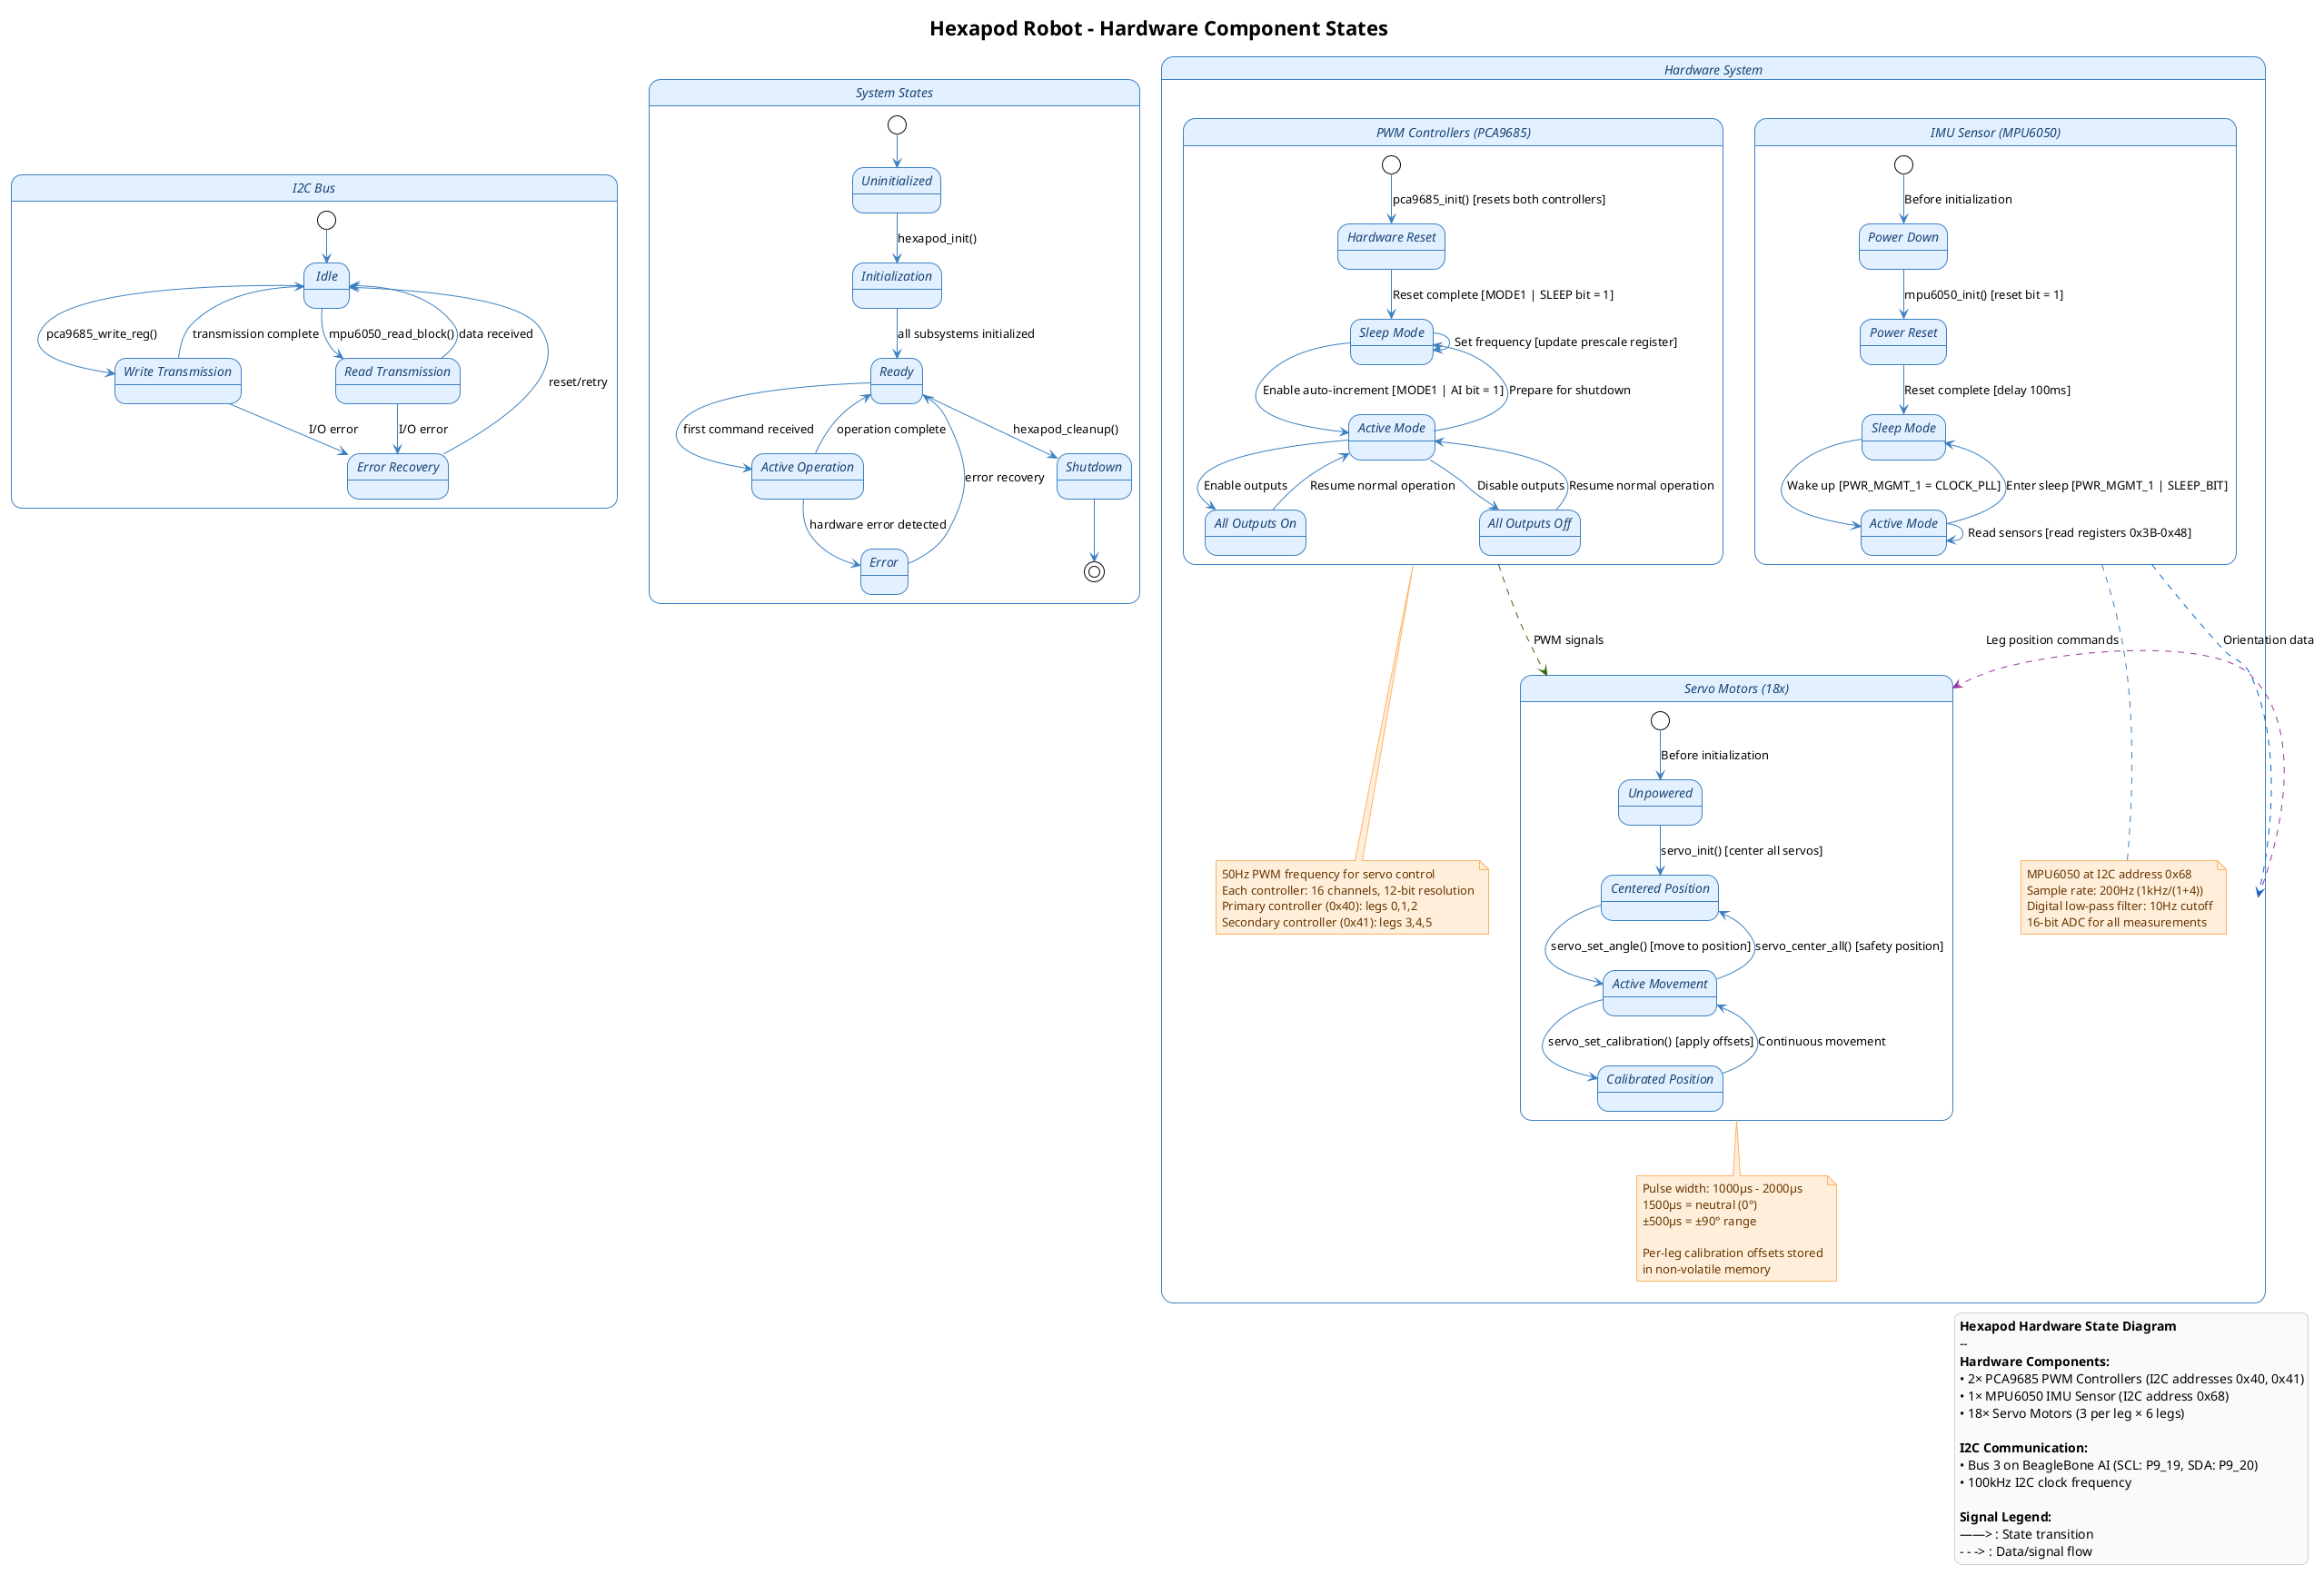 Hexapod Robot - Hardware Component States
I2C Bus
Idle
pca9685_write_reg()
transmission complete
mpu6050_read_block()
data received
Write Transmission
Read Transmission
reset/retry
I/O error
I/O error
Error Recovery
System States
Uninitialized
hexapod_init()
Initialization
all subsystems initialized
Ready
first command received
operation complete
hexapod_cleanup()
Active Operation
Shutdown
error recovery
hardware error detected
Error
Hardware System
PWM Controllers (PCA9685)
pca9685_init() [resets both controllers]
Hardware Reset
Reset complete [MODE1 | SLEEP bit = 1]
Sleep Mode
Set frequency [update prescale register]
Enable auto-increment [MODE1 | AI bit = 1]
Prepare for shutdown
Active Mode
Enable outputs
Resume normal operation
Disable outputs
Resume normal operation
All Outputs On
All Outputs Off
IMU Sensor (MPU6050)
Before initialization
Power Down
mpu6050_init() [reset bit = 1]
Power Reset
Reset complete [delay 100ms]
Sleep Mode
Wake up [PWR_MGMT_1 = CLOCK_PLL]
Enter sleep [PWR_MGMT_1 | SLEEP_BIT]
Active Mode
Read sensors [read registers 0x3B-0x48]
PWM signals
Leg position commands
Orientation data
Servo Motors (18x)
Before initialization
Unpowered
servo_init() [center all servos]
Centered Position
servo_set_angle() [move to position]
servo_center_all() [safety position]
Active Movement
servo_set_calibration() [apply offsets]
Continuous movement
Calibrated Position
50Hz PWM frequency for servo control
Each controller: 16 channels, 12-bit resolution
Primary controller (0x40): legs 0,1,2
Secondary controller (0x41): legs 3,4,5
MPU6050 at I2C address 0x68
Sample rate: 200Hz (1kHz/(1+4))
Digital low-pass filter: 10Hz cutoff
16-bit ADC for all measurements
Pulse width: 1000µs - 2000µs
1500µs = neutral (0°)
±500µs = ±90° range
Per-leg calibration offsets stored
in non-volatile memory
Hexapod Hardware State Diagram
--
Hardware Components:
• 2× PCA9685 PWM Controllers (I2C addresses 0x40, 0x41)
• 1× MPU6050 IMU Sensor (I2C address 0x68)
• 18× Servo Motors (3 per leg × 6 legs)
I2C Communication:
• Bus 3 on BeagleBone AI (SCL: P9_19, SDA: P9_20)
• 100kHz I2C clock frequency
Signal Legend:
——> : State transition
- - -> : Data/signal flow